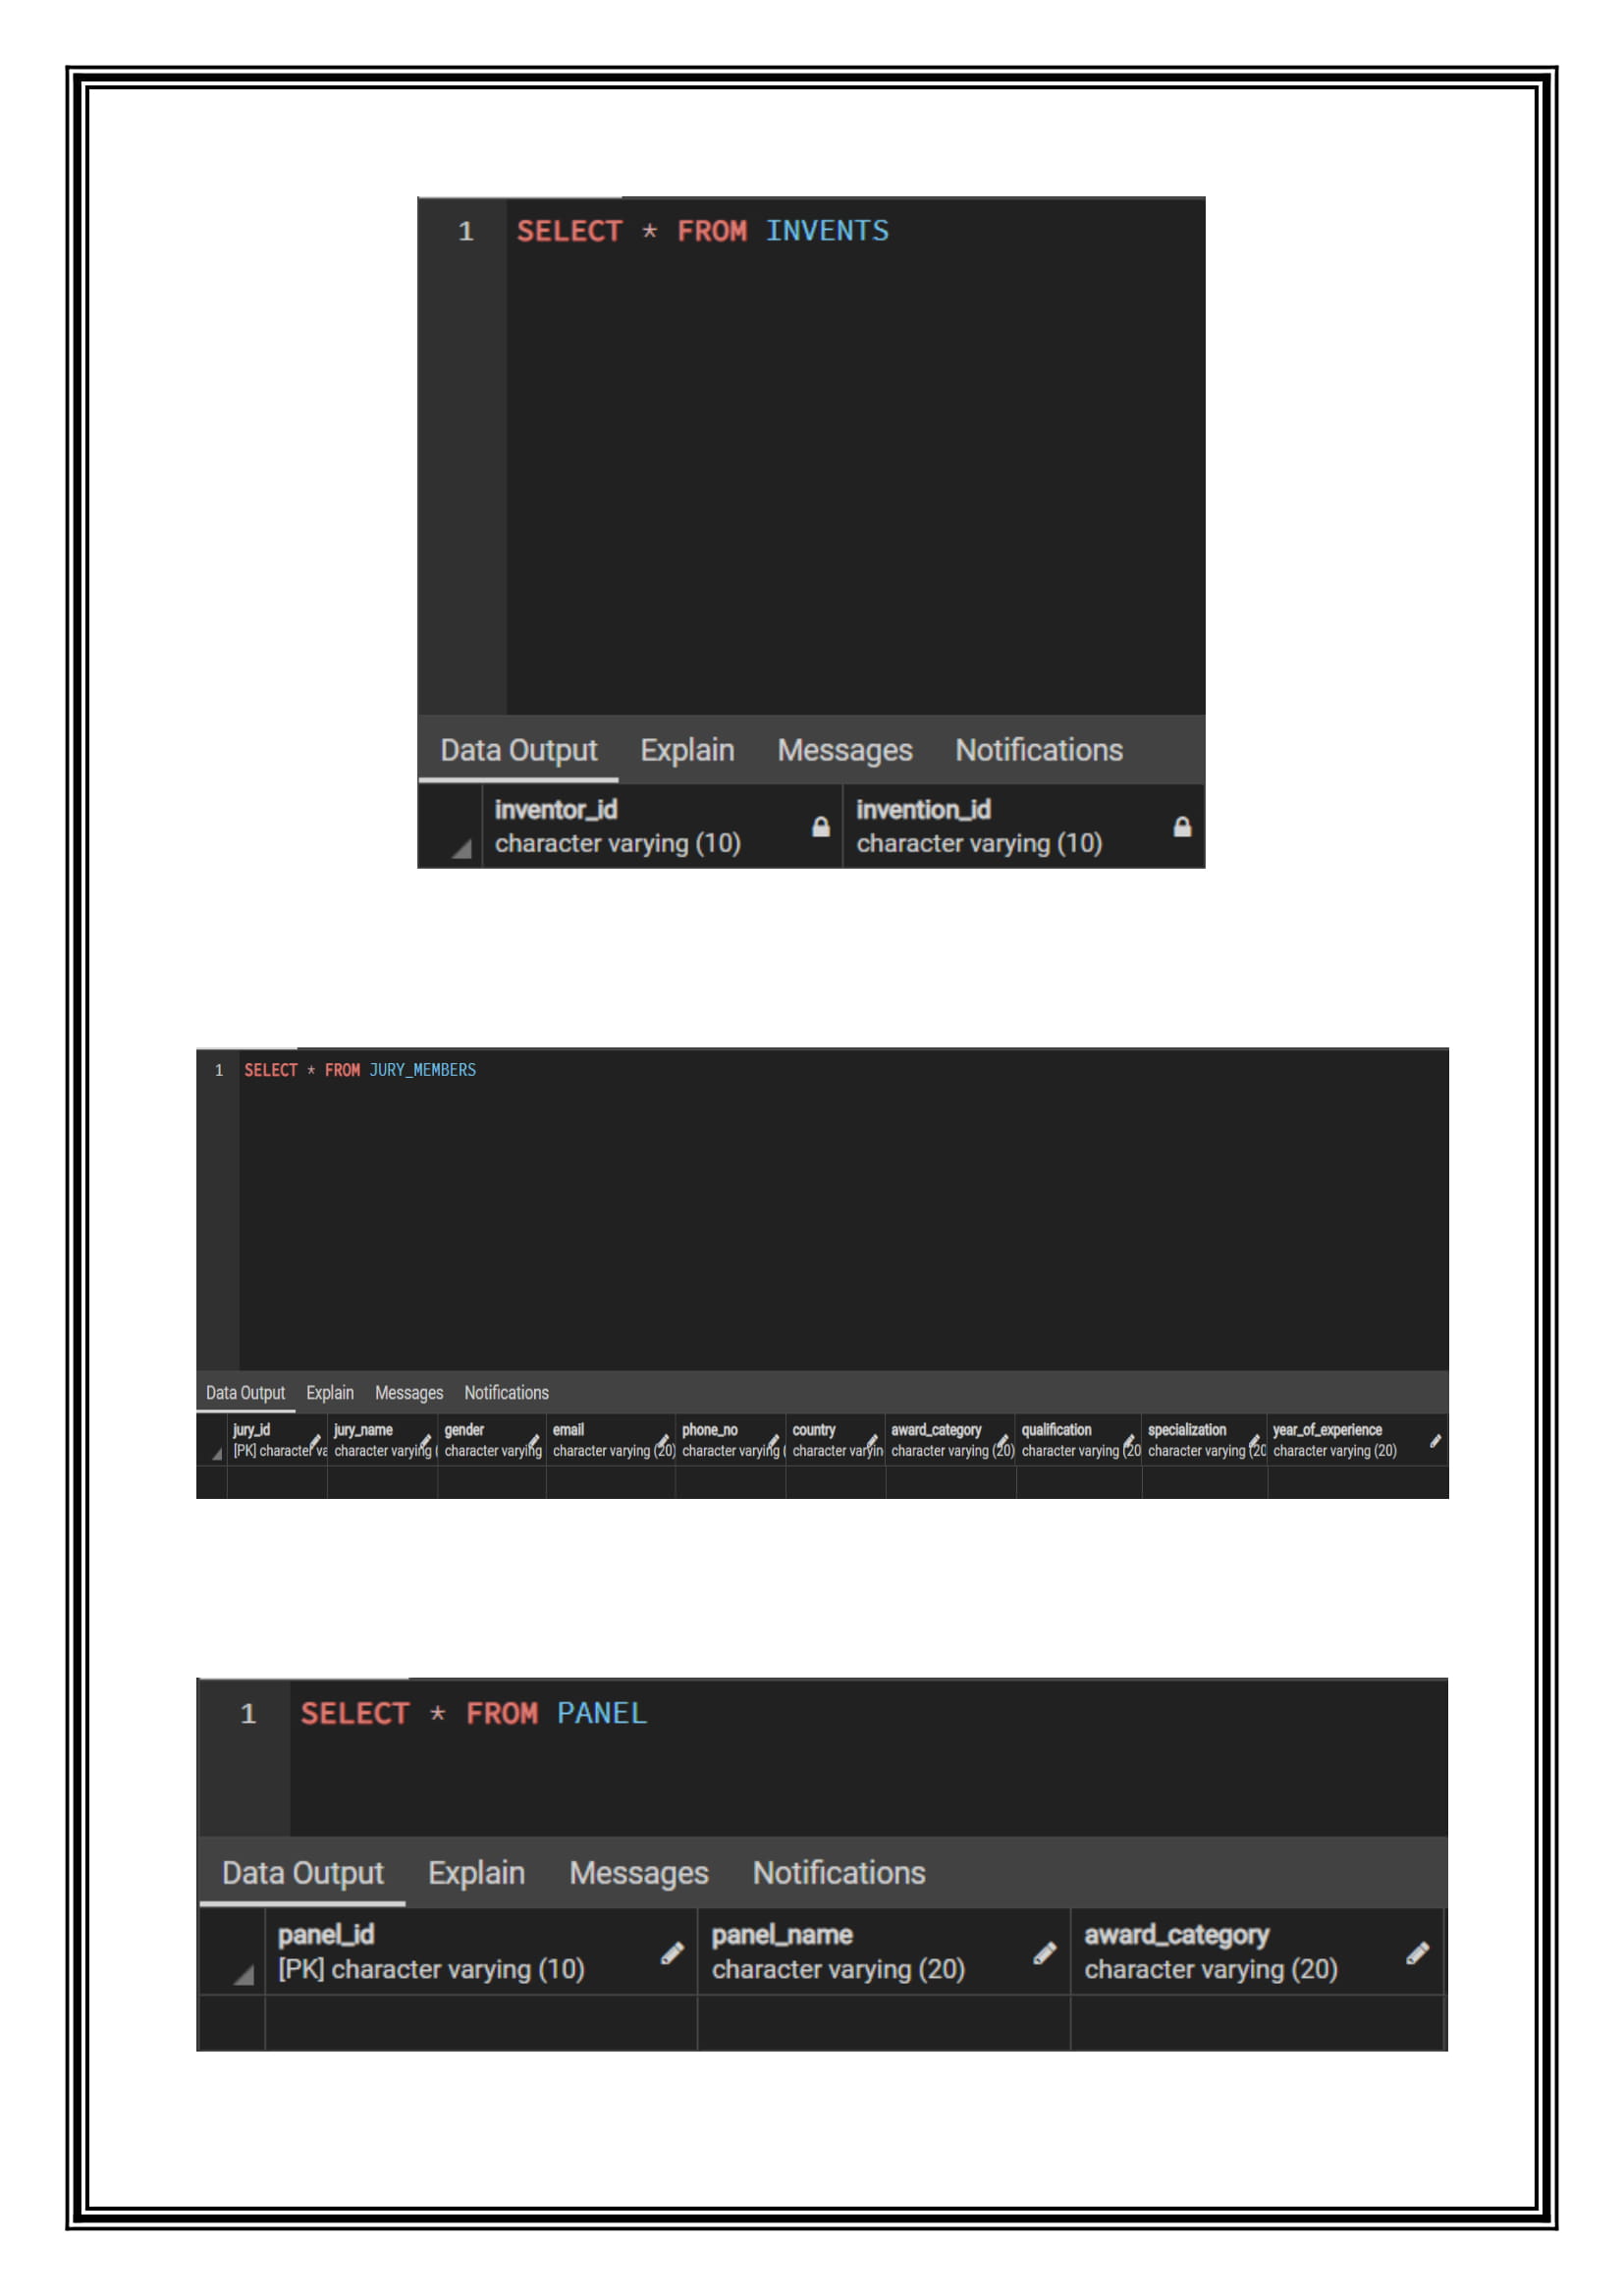 1 SELECT * FROM INVENTS
Data Output Explain Messages Notifications
inventor_id invention_id
character varying (10) character varying (10)
1 SELECT * FROM JURY_MEMBERS
Data Output Explain Messages Notifications
jury_id jury_name gender email phone_no country award_category qualification specialization year_of_experience
[PK] character va character varying ( character varying character varying (20) character varying ( character varyin character varying (20) character varying (20 character varying (20 character varying (20)
1 SELECT * FROM PANEL
Data Output Explain Messages Notifications
panel_id panel_name award_category
[PK] character varying (10) character varying (20) character varying (20)